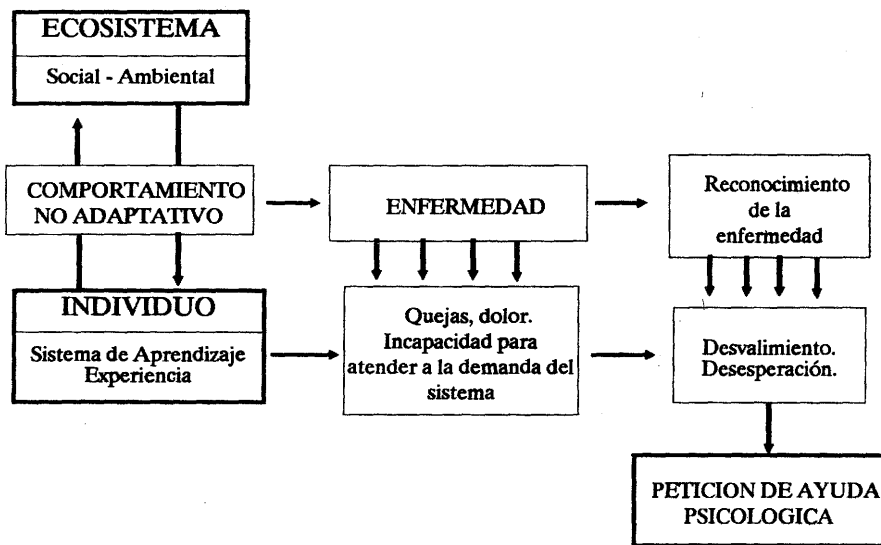 ECOSISTEMA
Social - Ambiental
COMPORTAMIENTO
NO ADAPTATIVO
INDIVIDUO
Sistema de Aprendizaje
Experiencia
ENFERMEDAD
Quejas, dolor.
Incapacidad para
atender a la demanda del
sistema
Reconocimiento
de la
enfermedad
Desvalimiento.
Desesperación.
PETICION DE AYUDA
PSICOLOGICA